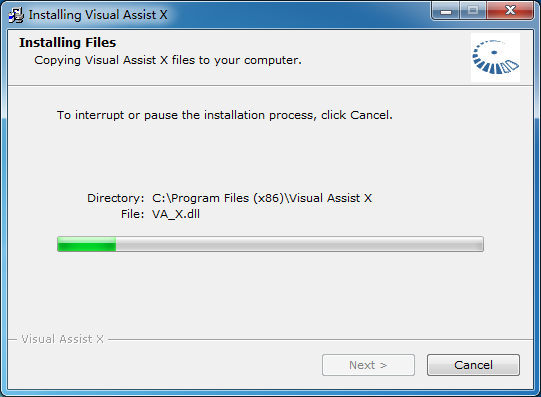 Installing Visual Assist X
Installing Files
Copying Visual Assist X files to your computer.
To interrupt or pause the installation process, click Cancel.
Directory: C:\Program Files (x86)\Visual Assist X
File: VA_X.dll
Visual Assist X
Next > Cancel